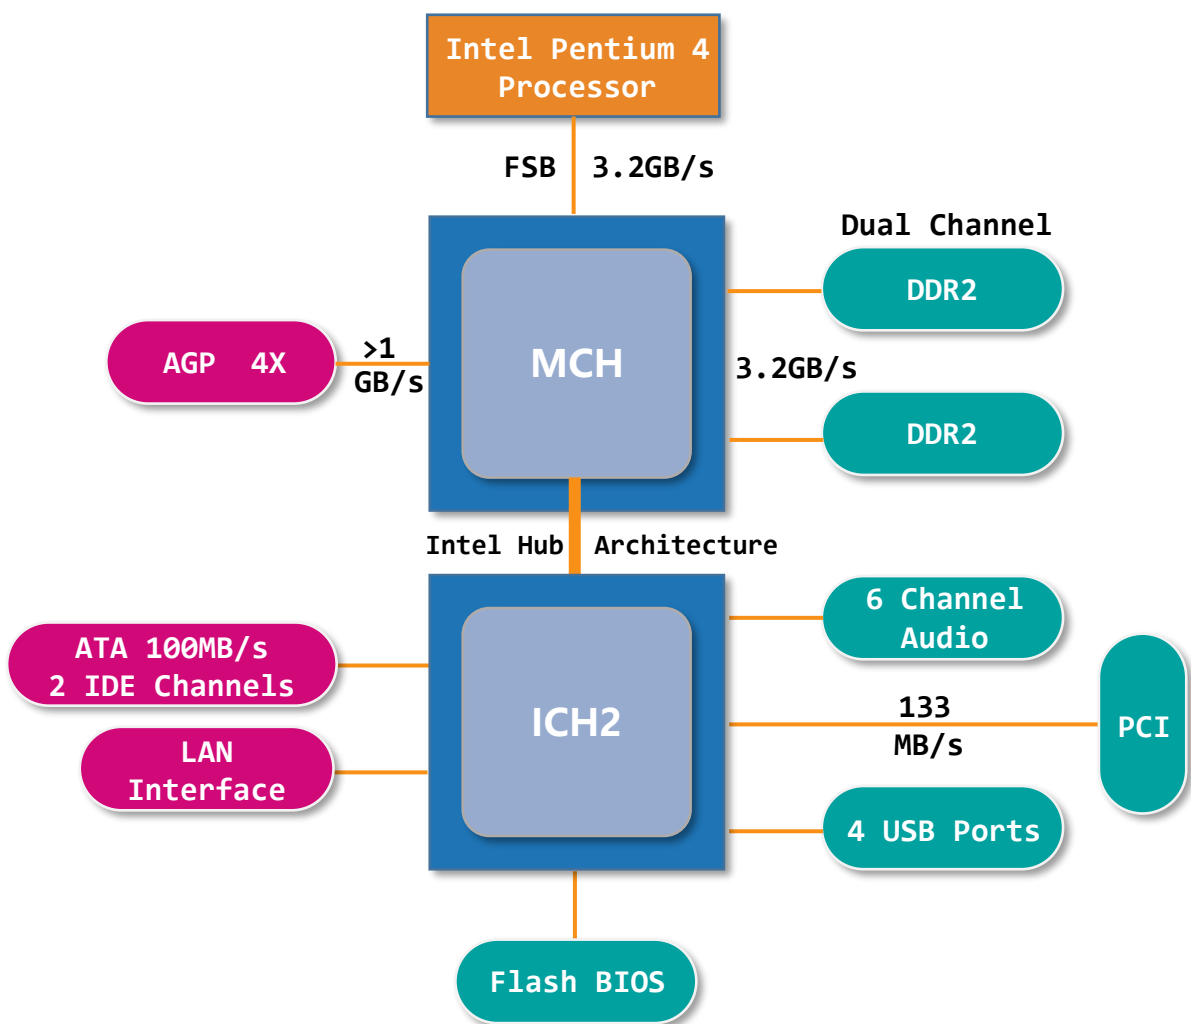 Intel Pentium 4
Processor
FSB 3.2GB/s
Dual Channel
DDR2
AGP 4X
>1
GB/s
MCH
3.2GB/s
DDR2
Intel Hub Architecture
6 Channel
Audio
ATA 100MB/s
2 IDE Channels
ICH2
133
MB/s
PCI
LAN
Interface
4 USB Ports
Flash BIOS